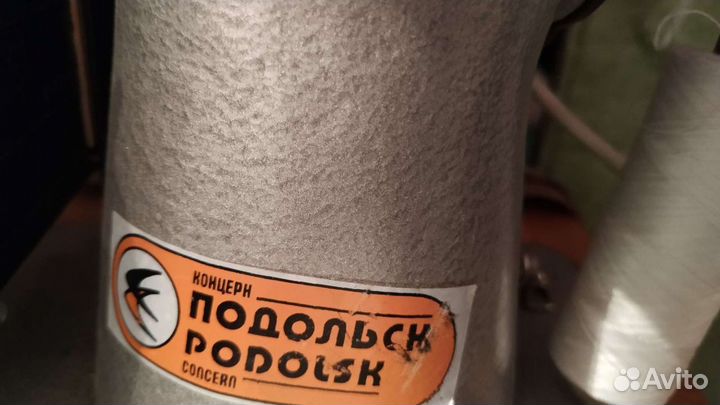 КОНЦЕРН
ПОДОЛЬСК
PODOLSK
CONCERN
Avito